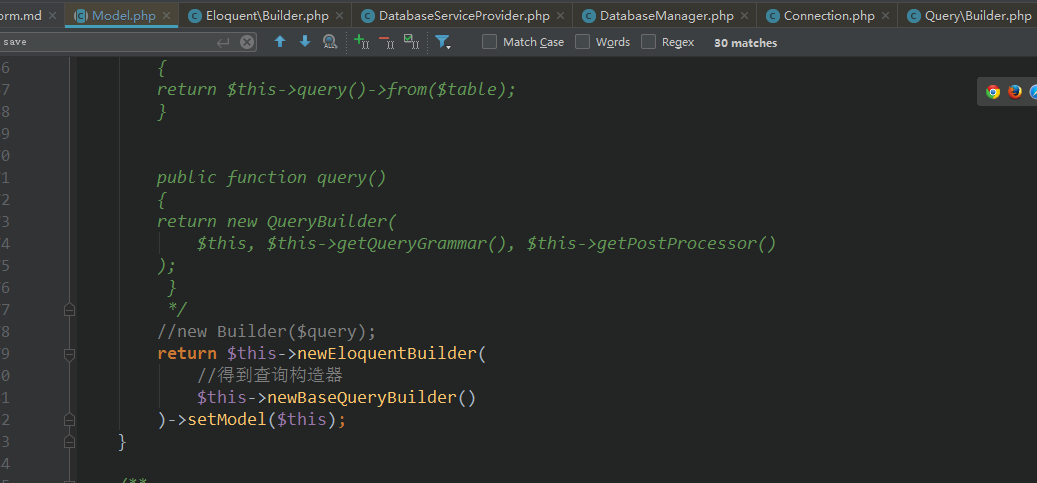 orm.md Model.php Eloquent\Builder.php DatabaseServiceProvider.php DatabaseManager.php Connection.php Query\Builder.php
save Match Case Words Regex 30 matches
6 {
7 return $this->query()->from($table);
8 }
9
0
1 public function query()
2 {
3 return new QueryBuilder(
4 $this, $this->getQueryGrammar(), $this->getPostProcessor()
5 );
6 }
7 */
8 //new Builder($query);
9 return $this->newEloquentBuilder(
0 //得到查询构造器
1 $this->newBaseQueryBuilder()
2 )->setModel($this);
3 }
4
/**